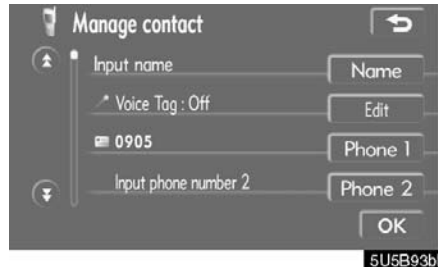 Manage contact
Input name Name
Voice Tag : Off Edit
0905 Phone 1
Input phone number 2 Phone 2
OK
5U5B93bl